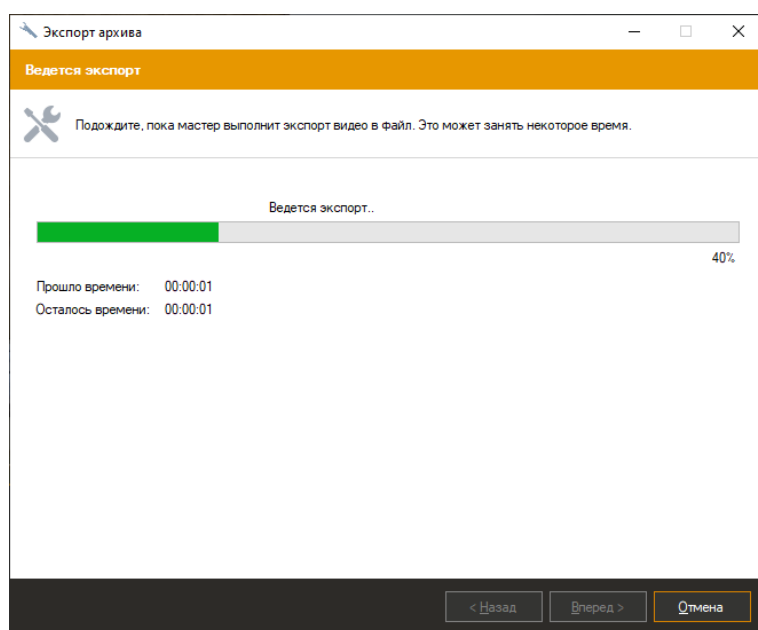 Экспорт архива
Ведется экспорт
Подождите, пока мастер выполнит экспорт видео в файл. Это может занять некоторое время.
Ведется экспорт..
40%
Прошло времени: 00:00:01
Осталось времени: 00:00:01
< Назад Вперед > Отмена